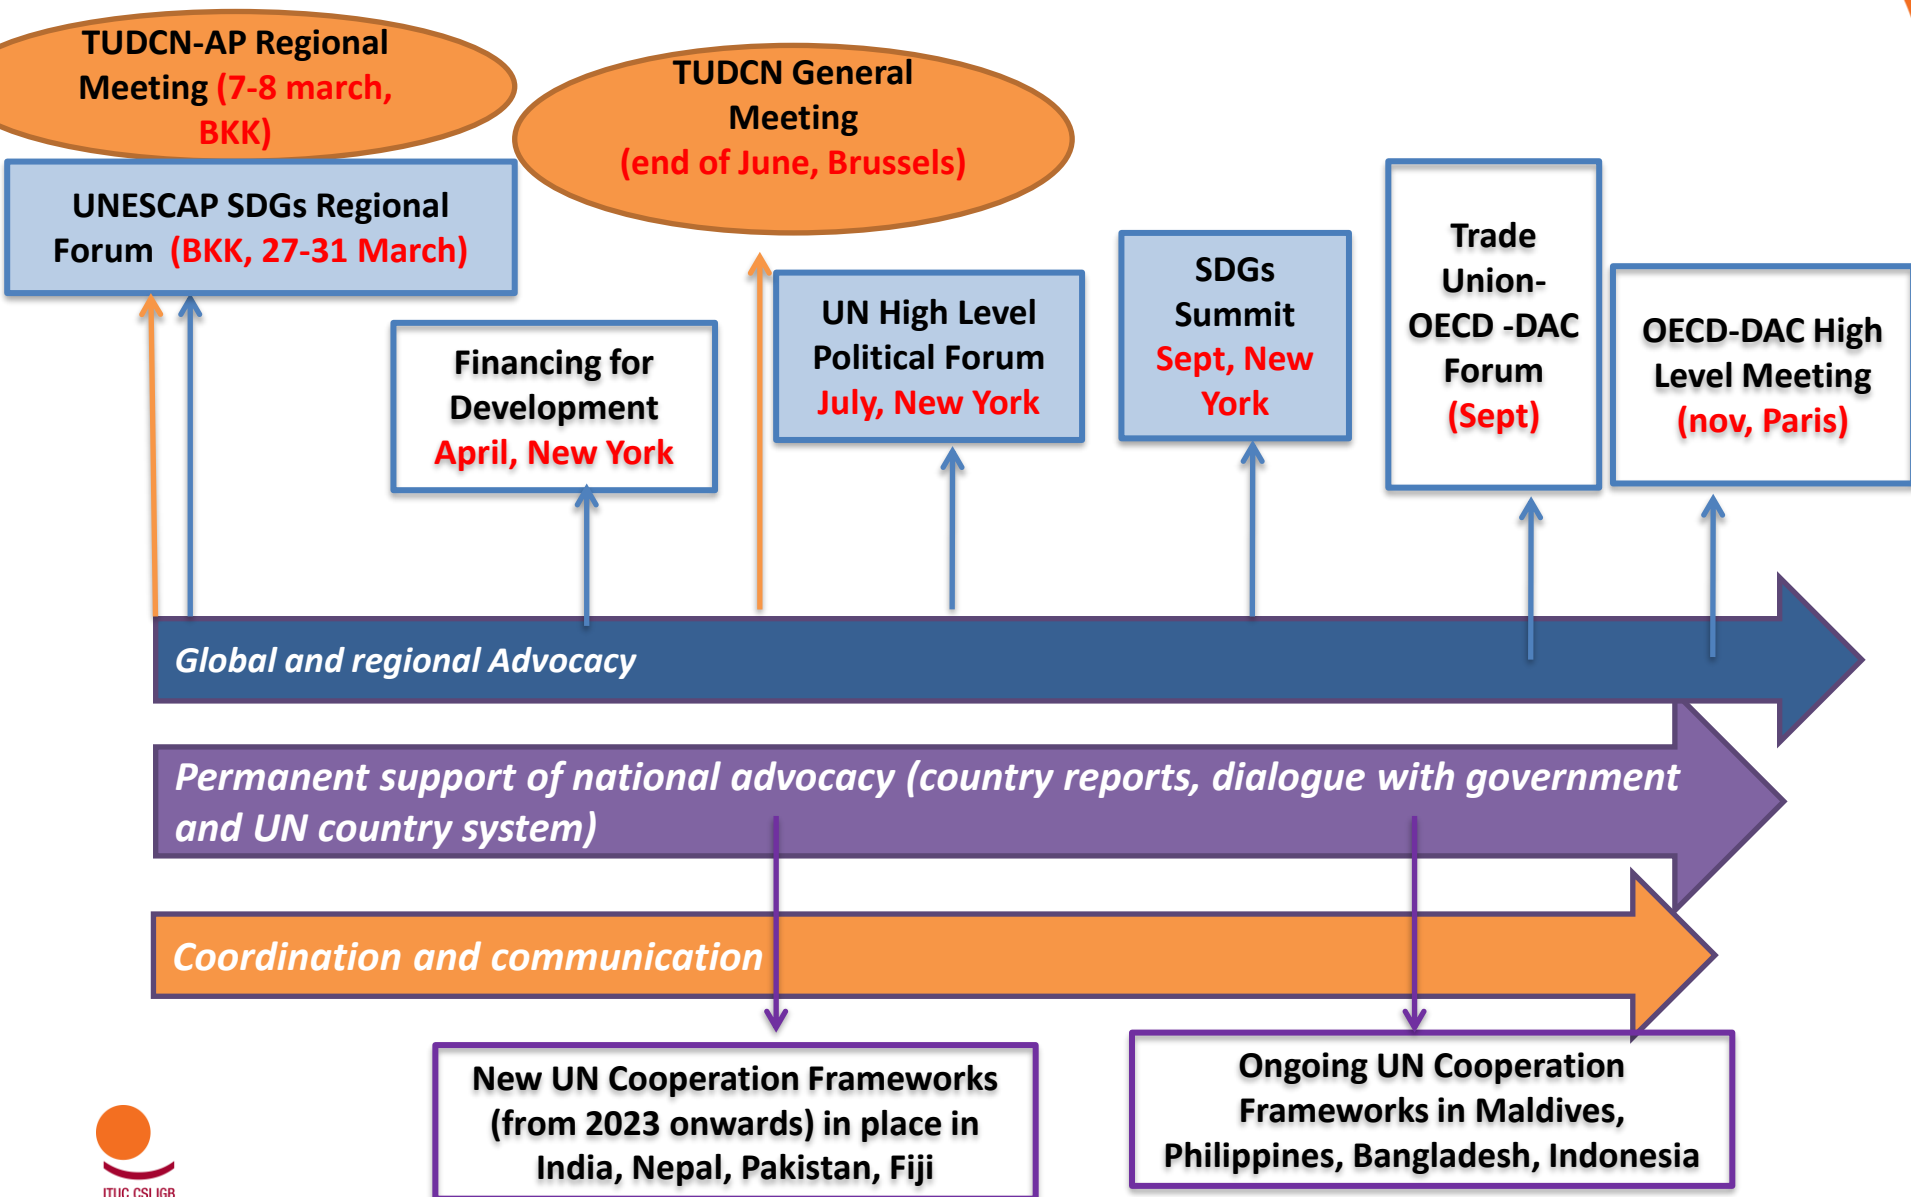 TUDCN-AP Regional
Meeting (7-8 march,
BKK)
UNESCAP SDGs Regional
Forum (BKK, 27-31 March)
Financing for
Development
April, New York
TUDCN General
Meeting
(end of June, Brussels)
UN High Level
Political Forum
July, New York
SDGs
Summit
Sept, New
York
Trade
Union-
OECD -DAC
Forum
(Sept)
OECD-DAC High
Level Meeting
(nov, Paris)
Global and regional Advocacy
Permanent support of national advocacy (country reports, dialogue with government
and UN country system)
Coordination and communication
New UN Cooperation Frameworks
(from 2023 onwards) in place in
India, Nepal, Pakistan, Fiji
Ongoing UN Cooperation
Frameworks in Maldives,
Philippines, Bangladesh, Indonesia
ITUC CSI IGB